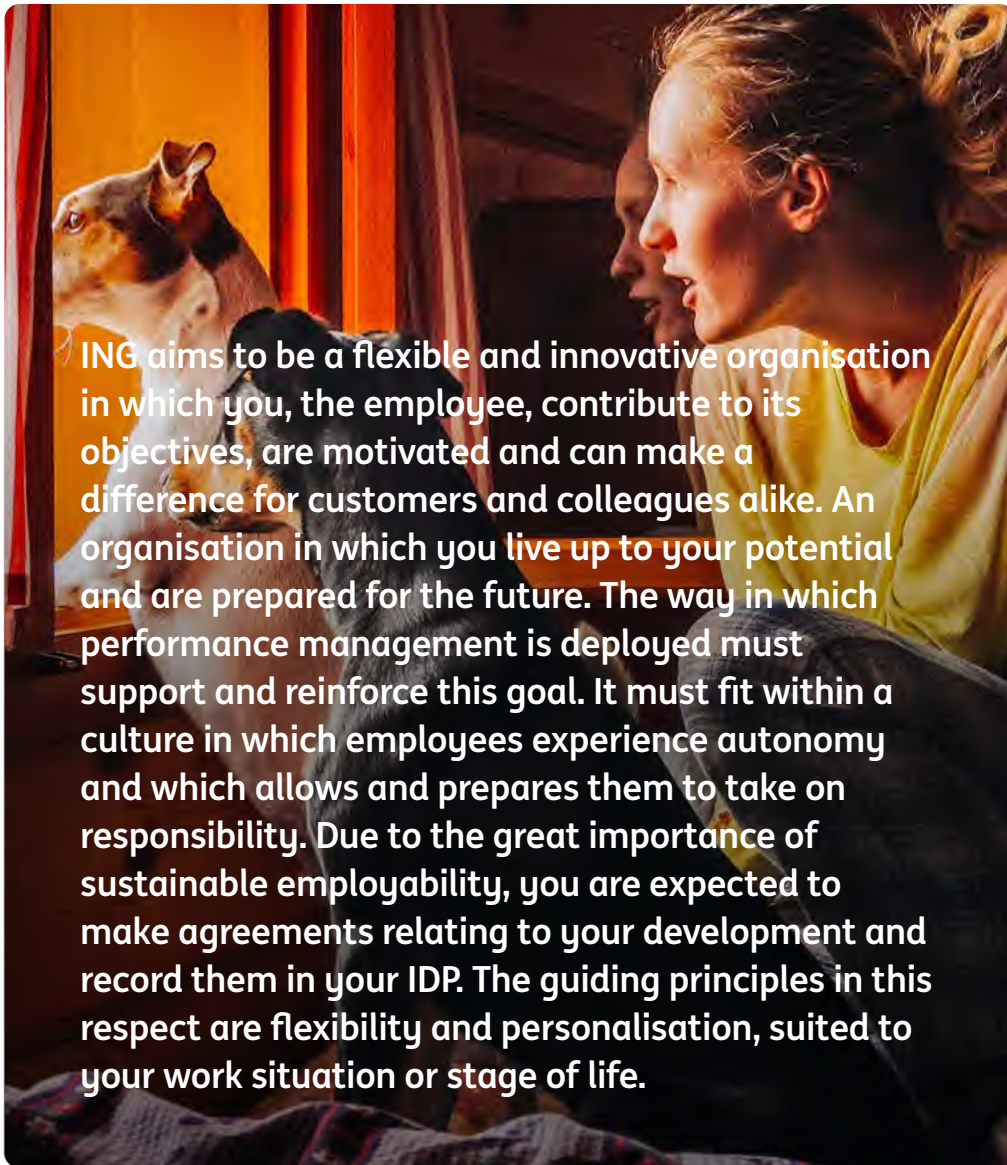 ING aims to be a flexible and innovative organisation
in which you, the employee, contribute to its
objectives, are motivated and can make a
difference for customers and colleagues alike. An
organisation in which you live up to your potential
and are prepared for the future. The way in which
performance management is deployed must
support and reinforce this goal. It must fit within a
culture in which employees experience autonomy
and which allows and prepares them to take on
responsibility. Due to the great importance of
sustainable employability, you are expected to
make agreements relating to your development and
record them in your IDP. The guiding principles in this
respect are flexibility and personalisation, suited to
your work situation or stage of life.